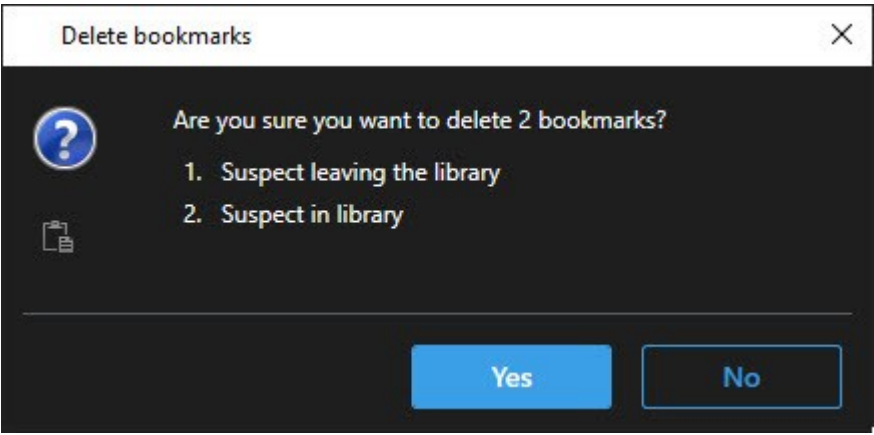 Delete bookmarks
Are you sure you want to delete 2 bookmarks?
1. Suspect leaving the library
2. Suspect in library
Yes No